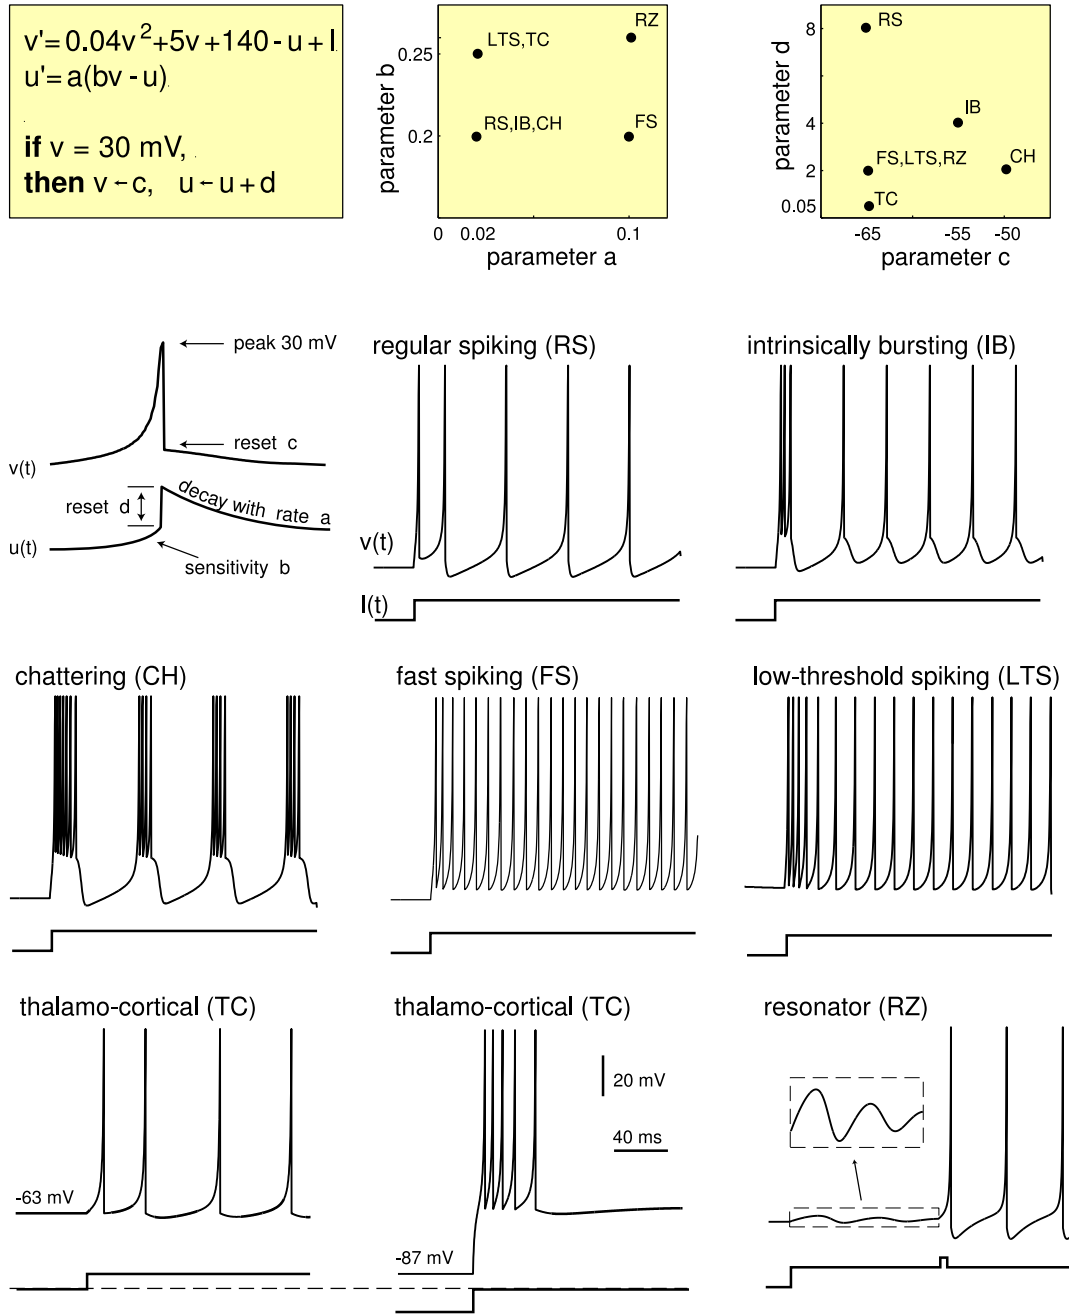 v'= 0.04v²+5v+140 - u + I
u'= a(bv - u)
if v = 30 mV,
then v ← c, u ← u + d
parameter b
0.25
0.2
LTS,TC
RZ
RS,IB,CH
FS
0
0.02
0.1
parameter a
parameter d
8
4
2
0.05
RS
IB
FS,LTS,RZ
CH
TC
-65
-55
-50
parameter c
peak 30 mV
reset c
v(t)
reset d
decay with rate a
u(t)
sensitivity b
regular spiking (RS)
v(t)
I(t)
intrinsically bursting (IB)
chattering (CH)
fast spiking (FS)
low-threshold spiking (LTS)
thalamo-cortical (TC)
-63 mV
thalamo-cortical (TC)
20 mV
40 ms
-87 mV
resonator (RZ)